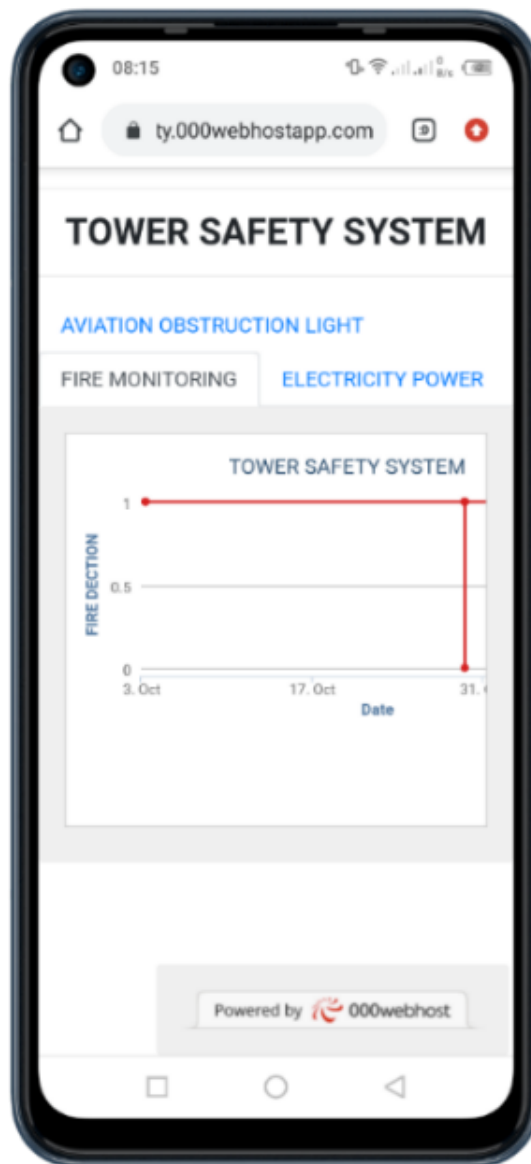 08:15
ty.000webhostapp.com
TOWER SAFETY SYSTEM
AVIATION OBSTRUCTION LIGHT
FIRE MONITORING
ELECTRICITY POWER
TOWER SAFETY SYSTEM
FIRE DECTION
1
0.5
0
3. Oct
17. Oct
31.
Date
Powered by 000webhost